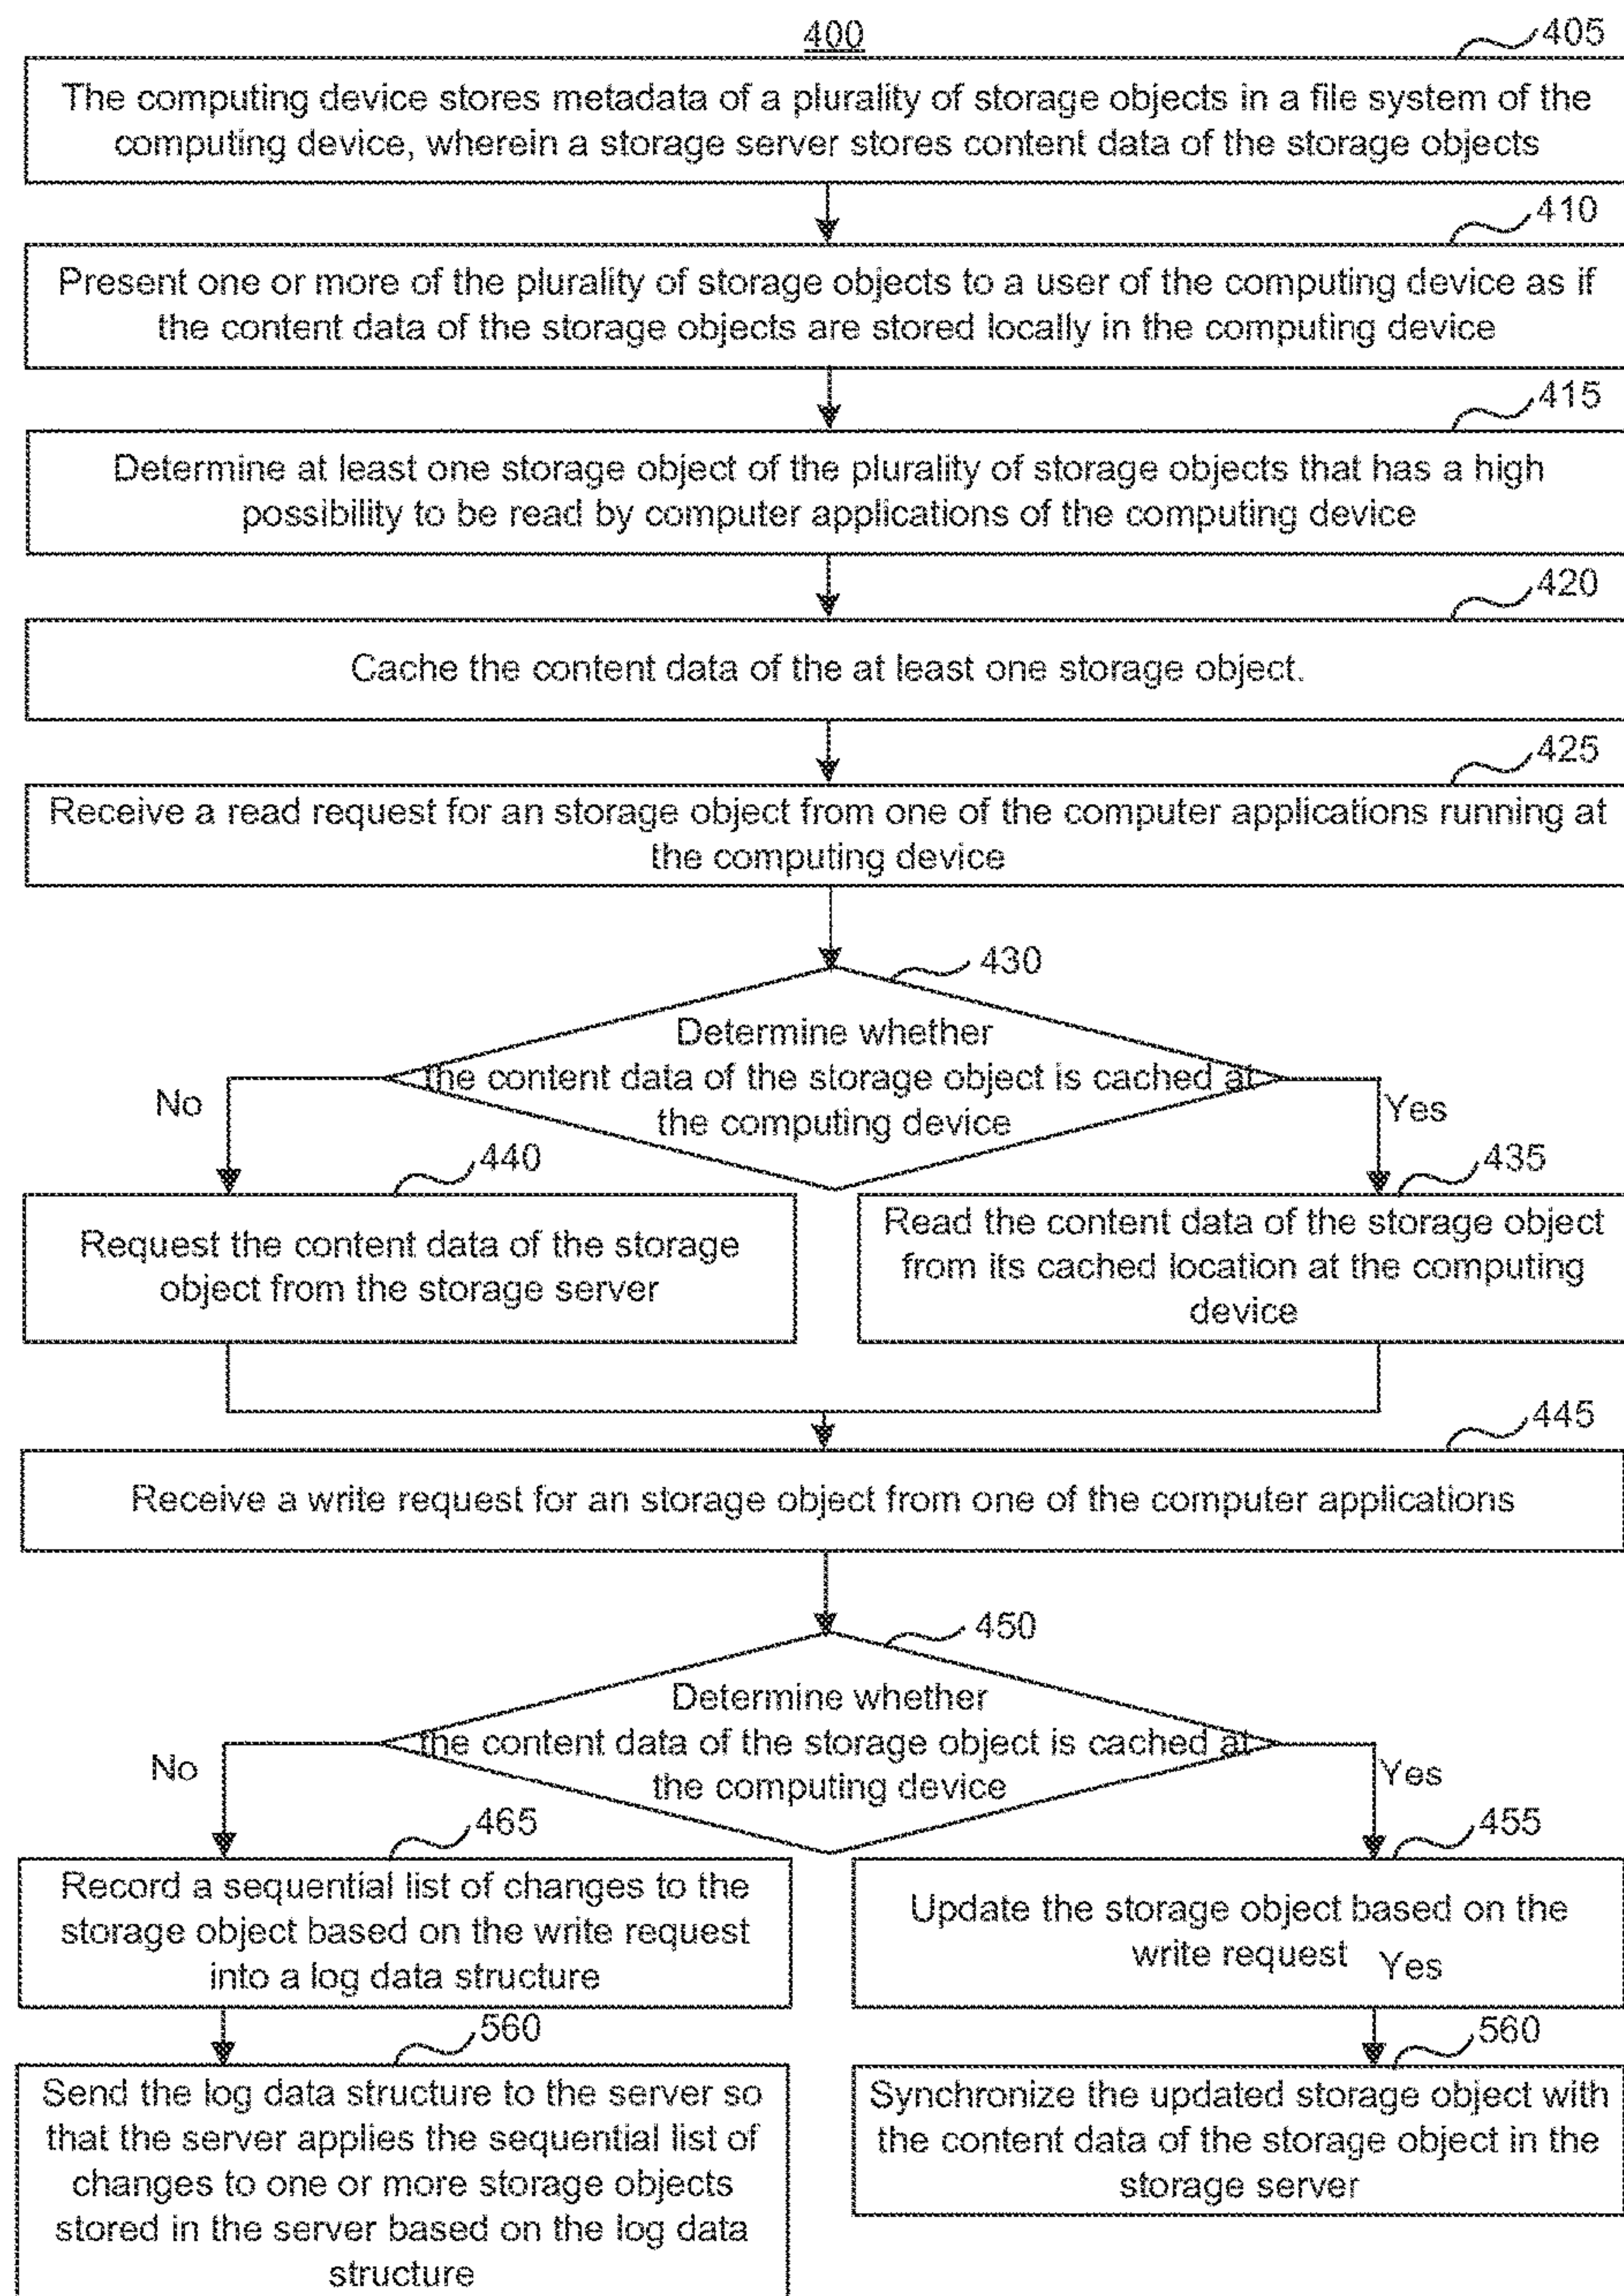 400
405
The computing device stores metadata of a plurality of storage objects in a file system of the
computing device, wherein a storage server stores content data of the storage objects
410
Present one or more of the plurality of storage objects to a user of the computing device as if
the content data of the storage objects are stored locally in the computing device
415
Determine at least one storage object of the plurality of storage objects that has a high
possibility to be read by computer applications of the computing device
420
Cache the content data of the at least one storage object.
425
Receive a read request for an storage object from one of the computer applications running at
the computing device
430
Determine whether
the content data of the storage object is cached at
the computing device
No
Yes
440
435
Request the content data of the storage
object from the storage server
Read the content data of the storage object
from its cached location at the computing
device
445
Receive a write request for an storage object from one of the computer applications
450
Determine whether
the content data of the storage object is cached at
the computing device
No
Yes
465
455
Record a sequential list of changes to the
storage object based on the write request
into a log data structure
Update the storage object based on the
write request
Yes
560
560
Send the log data structure to the server so
that the server applies the sequential list of
changes to one or more storage objects
stored in the server based on the log data
structure
Synchronize the updated storage object with
the content data of the storage object in the
storage server